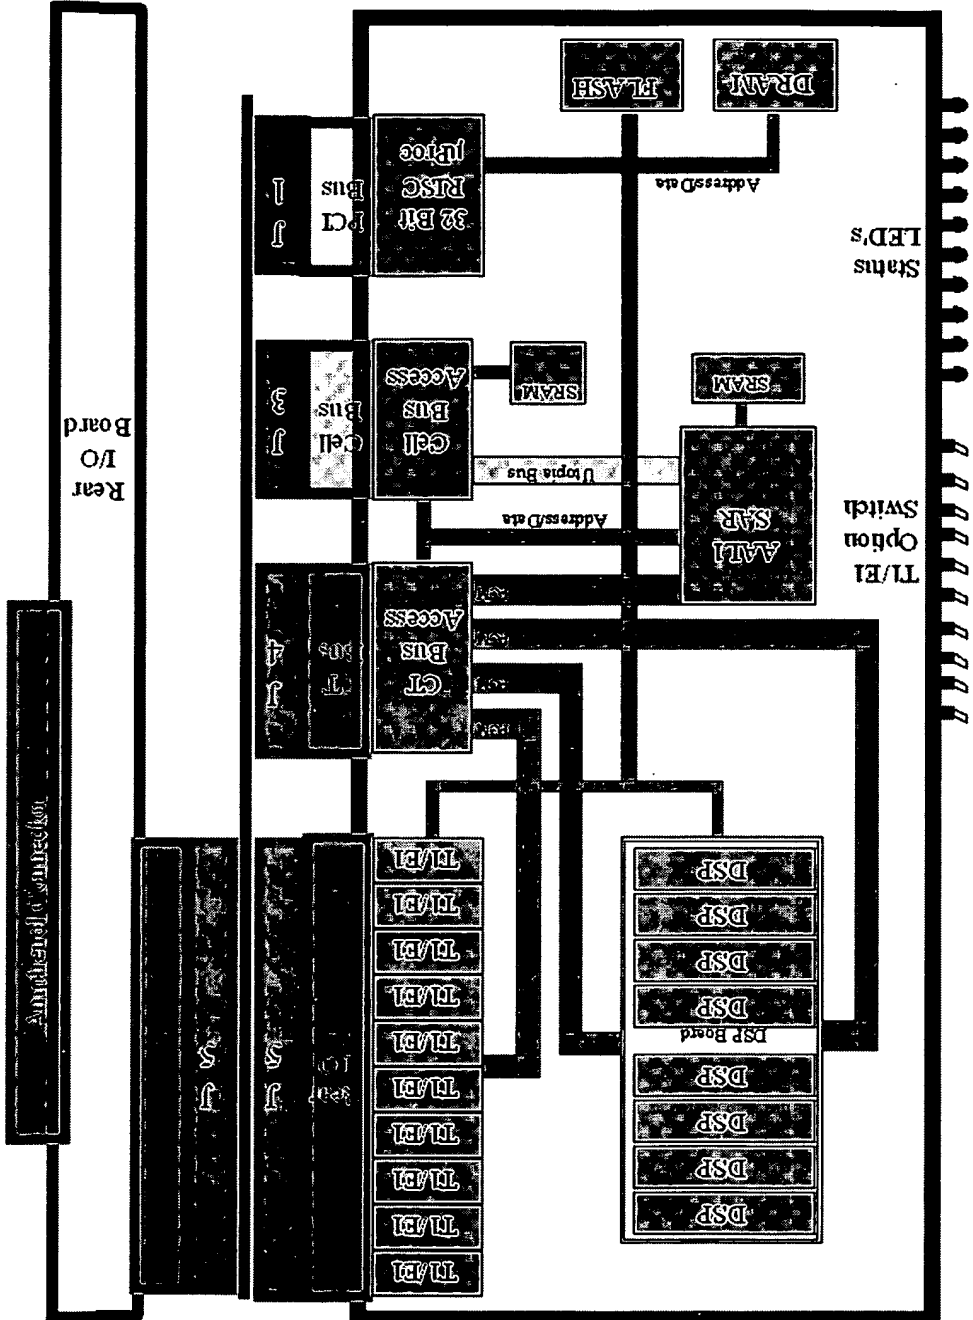 T1/E1
T1/E1
T1/E1
T1/E1
T1/E1
T1/E1
T1/E1
T1/E1
T1/E1
T1/E1
DSP
DSP
DSP
DSP
DSP Board
DSP
DSP
DSP
DSP
J
5
J
5
Amphenol Connector
CT
Bus
Access
J
4
Bus
T1/E1
Option
Switch
AAL1
SAR
SRAM
Address/Data
Utopia Bus
Cell
Bus
Access
SRAM
Cell
Bus
J
3
Rear
I/O
Board
Status
LED's
Address/Data
32 Bit
RISC
µProc
PCI
Bus
J
1
DRAM
FLASH